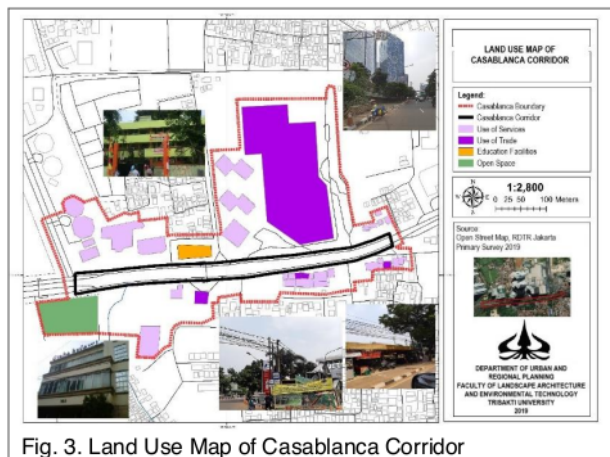 LAND USE MAP OF
CASABLANCA CORRIDOR
Legend:
Casablanca Boundary
Casablanca Corridor
Use of Services
Use of Trade
Education Facilities
Open Space
1:2,800
0 25 50 100 Meters
Source
Open Street Map, RDTR Jakarta
Primary Survey 2019
DEPARTMENT OF URBAN AND
REGIONAL PLANNING
FACULTY OF LANDSCAPE ARCHITECTURE
AND ENVIRONMENTAL TECHNOLOGY
TRISAKTI UNIVERSITY
2019
Fig. 3. Land Use Map of Casablanca Corridor